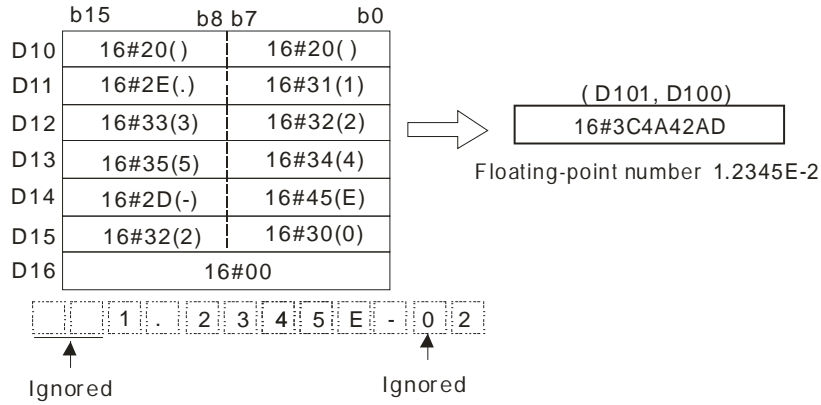 b15 b8 b7 b0
D10 16#20( ) 16#20( )
D11 16#2E(.) 16#31(1)
(D101, D100)
D12 16#33(3) 16#32(2) 16#3C4A42AD
D13 16#35(5) 16#34(4)
Floating-point number 1.2345E-2
D14 16#2D(-) 16#45(E)
D15 16#32(2) 16#30(0)
D16 16#00
1 . 2 3 4 5 E - 0 2
Ignored Ignored